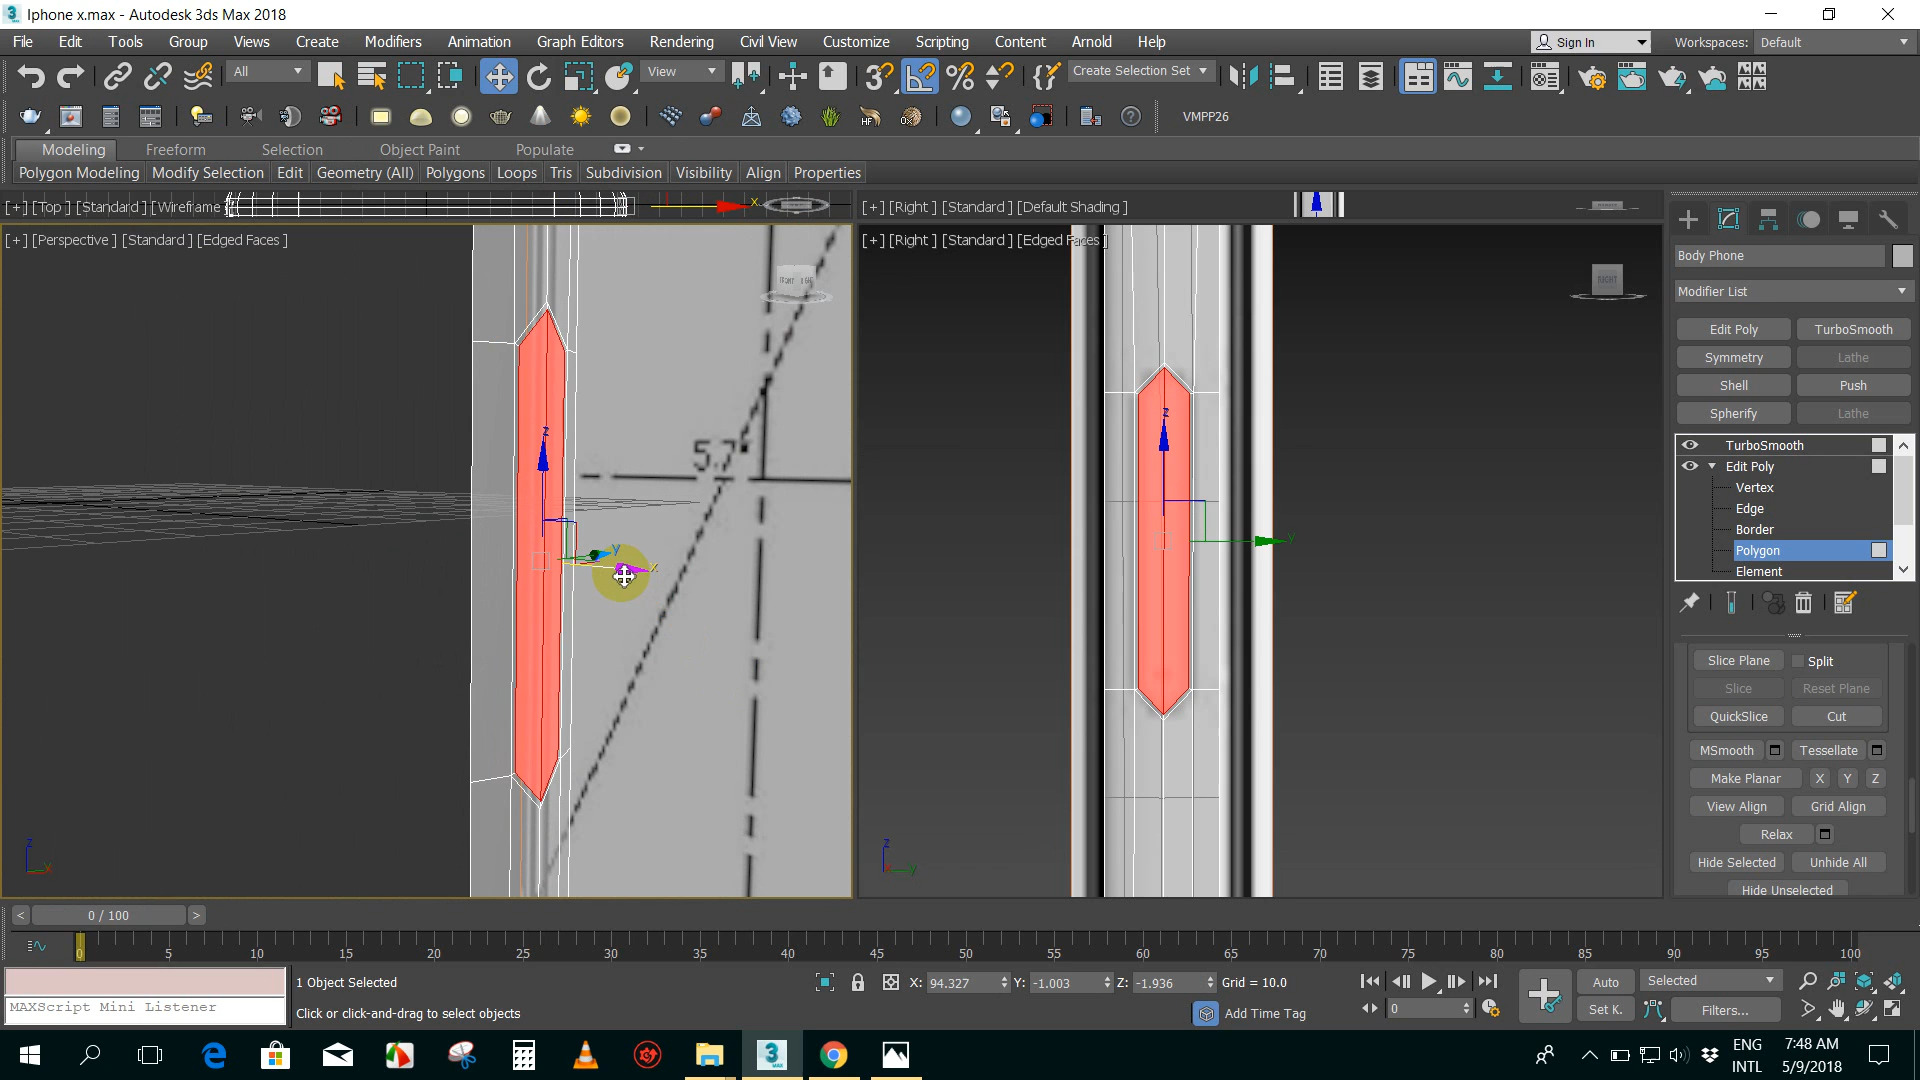 Iphone x.max - Autodesk 3ds Max 2018
File Edit Tools Group Views Create Modifiers Animation Graph Editors Rendering Civil View Customize Scripting Content Arnold Help Sign In Workspaces: Default
All View Create Selection Set
HF VMPP26
Modeling Freeform Selection Object Paint Populate
Polygon Modeling Modify Selection Edit Geometry (All) Polygons Loops Tris Subdivision Visibility Align Properties
[+] [Top ] [Standard ] [Wireframe x [+] [Right ] [Standard ] [Default Shading ]
[+] [Perspective ] [Standard ] [Edged Faces ] [+] [Right ] [Standard ] [Edged Faces ]
FRONT
RIGHT
5.7"
z
y
x
z
y
z
z
Body Phone
Modifier List
Edit Poly TurboSmooth
Symmetry Lathe
Shell Push
Spherify Lathe
TurboSmooth
Edit Poly
Vertex
Edge
Border
Polygon
Element
Slice Plane Split
Slice Reset Plane
QuickSlice Cut
MSmooth Tessellate
Make Planar X Y Z
View Align Grid Align
Relax
Hide Selected Unhide All
Hide Unselected
< 0 / 100 >
0 5 10 15 20 25 30 35 40 45 50 55 60 65 70 75 80 85 90 95 100
1 Object Selected X: 94.327 Y: -1.003 Z: -1.936 Grid = 10.0 Auto Selected
MAXScript Mini Listener
Click or click-and-drag to select objects Add Time Tag 0 Set K. Filters...
3 MAX
ENG 7:48 AM
INTL 5/9/2018